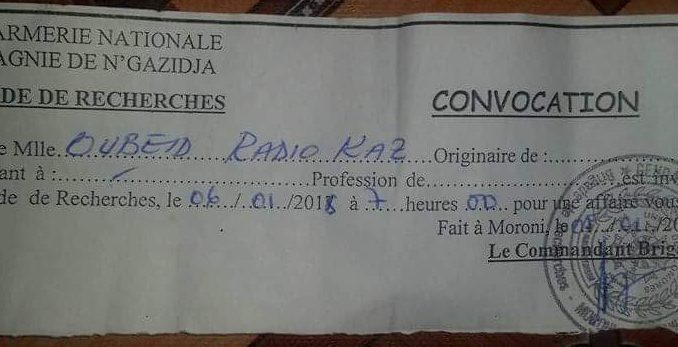 ARMERIE NATIONALE
AGNIE DE N'GAZIDJA
DE DE RECHERCHES
CONVOCATION
e Mlle....OUBEID RADIO KAZ....Originaire de :
ant à :....................Profession de....................est inv
de de Recherches, le 06../..01../2018 à ..7...heures 00.. pour une affaire vous
Fait à Moroni, le ../01../20
Le Commandant Brig